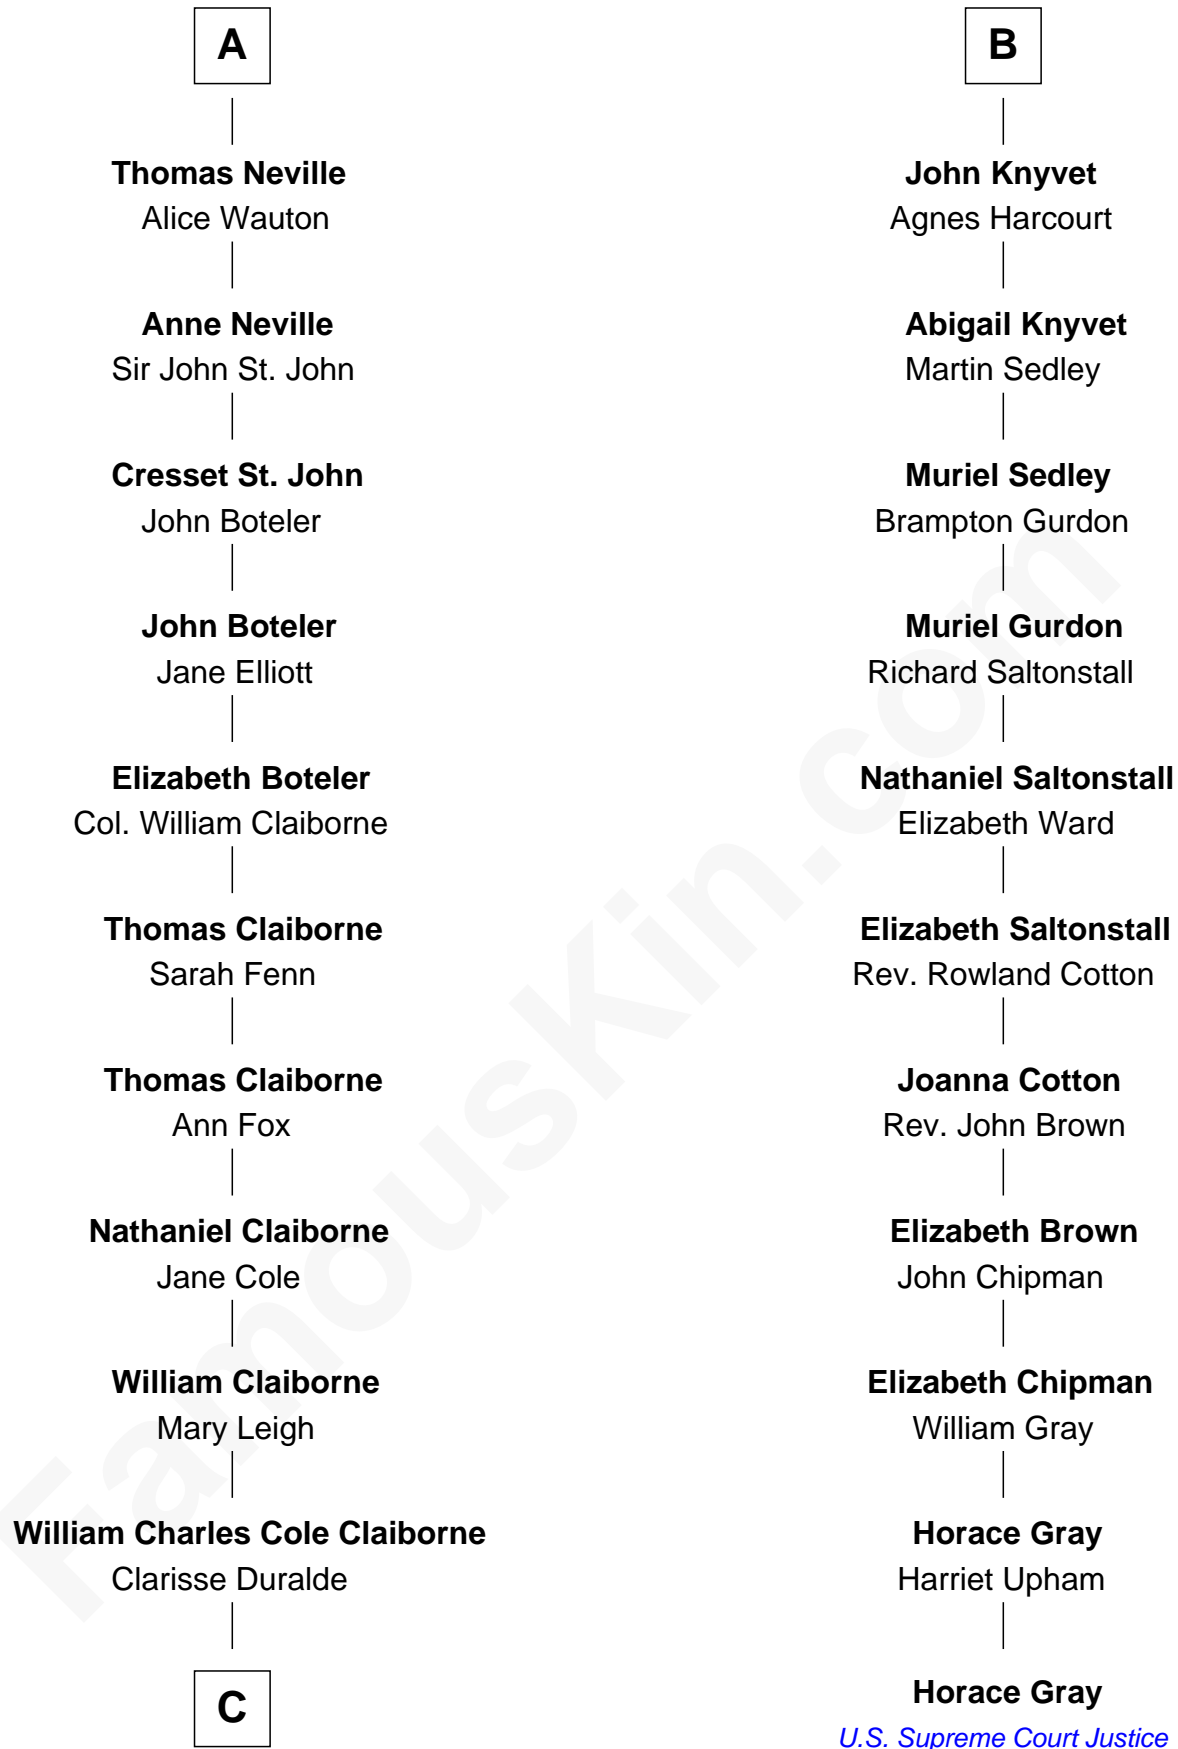 A
Thomas Neville
Alice Wauton
Anne Neville
Sir John St. John
Cresset St. John
John Boteler
John Boteler
Jane Elliott
Elizabeth Boteler
Col. William Claiborne
Thomas Claiborne
Sarah Fenn
Thomas Claiborne
Ann Fox
Nathaniel Claiborne
Jane Cole
William Claiborne
Mary Leigh
William Charles Cole Claiborne
Clarisse Duralde
C
B
John Knyvet
Agnes Harcourt
Abigail Knyvet
Martin Sedley
Muriel Sedley
Brampton Gurdon
Muriel Gurdon
Richard Saltonstall
Nathaniel Saltonstall
Elizabeth Ward
Elizabeth Saltonstall
Rev. Rowland Cotton
Joanna Cotton
Rev. John Brown
Elizabeth Brown
John Chipman
Elizabeth Chipman
William Gray
Horace Gray
Harriet Upham
Horace Gray
U.S. Supreme Court Justice
FamousKin.com